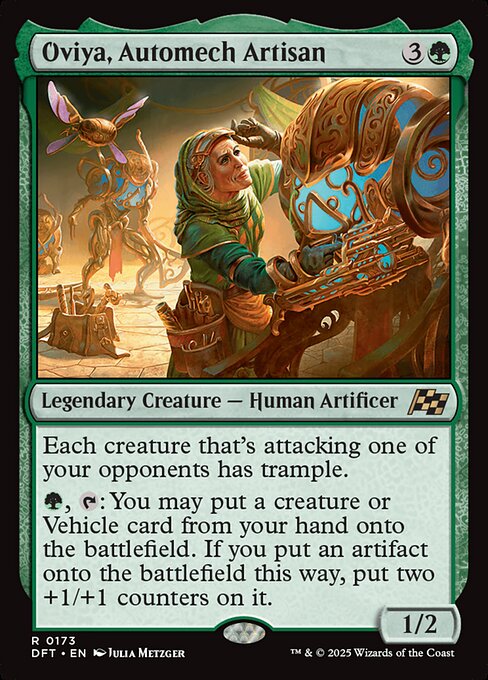 Oviya, Automech Artisan 3
Legendary Creature — Human Artificer
Each creature that's attacking one of
your opponents has trample.
, : You may put a creature or
Vehicle card from your hand onto
the battlefield. If you put an artifact
onto the battlefield this way, put two
+1/+1 counters on it.
1/2
R 0173
DFT • EN Julia Metzger
™ & © 2025 Wizards of the Coast